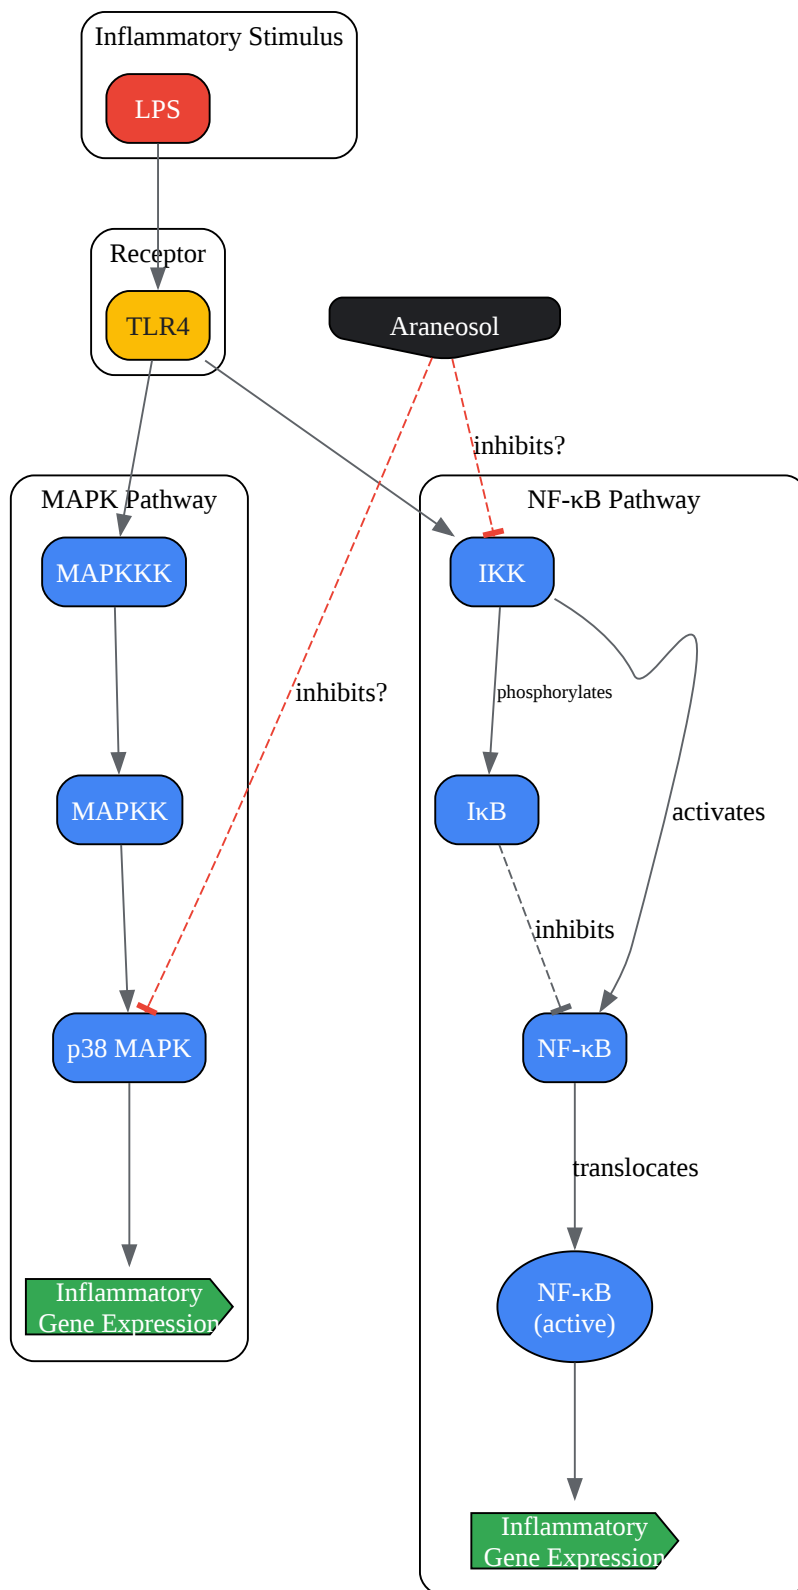 Inflammatory Stimulus
LPS
Receptor
TLR4
Araneosol
inhibits?
MAPK Pathway
NF-κB Pathway
MAPKKK
IKK
inhibits?
phosphorylates
MAPKK
IκB
activates
inhibits
p38 MAPK
NF-κB
translocates
Inflammatory
Gene Expression
NF-κB
(active)
Inflammatory
Gene Expression